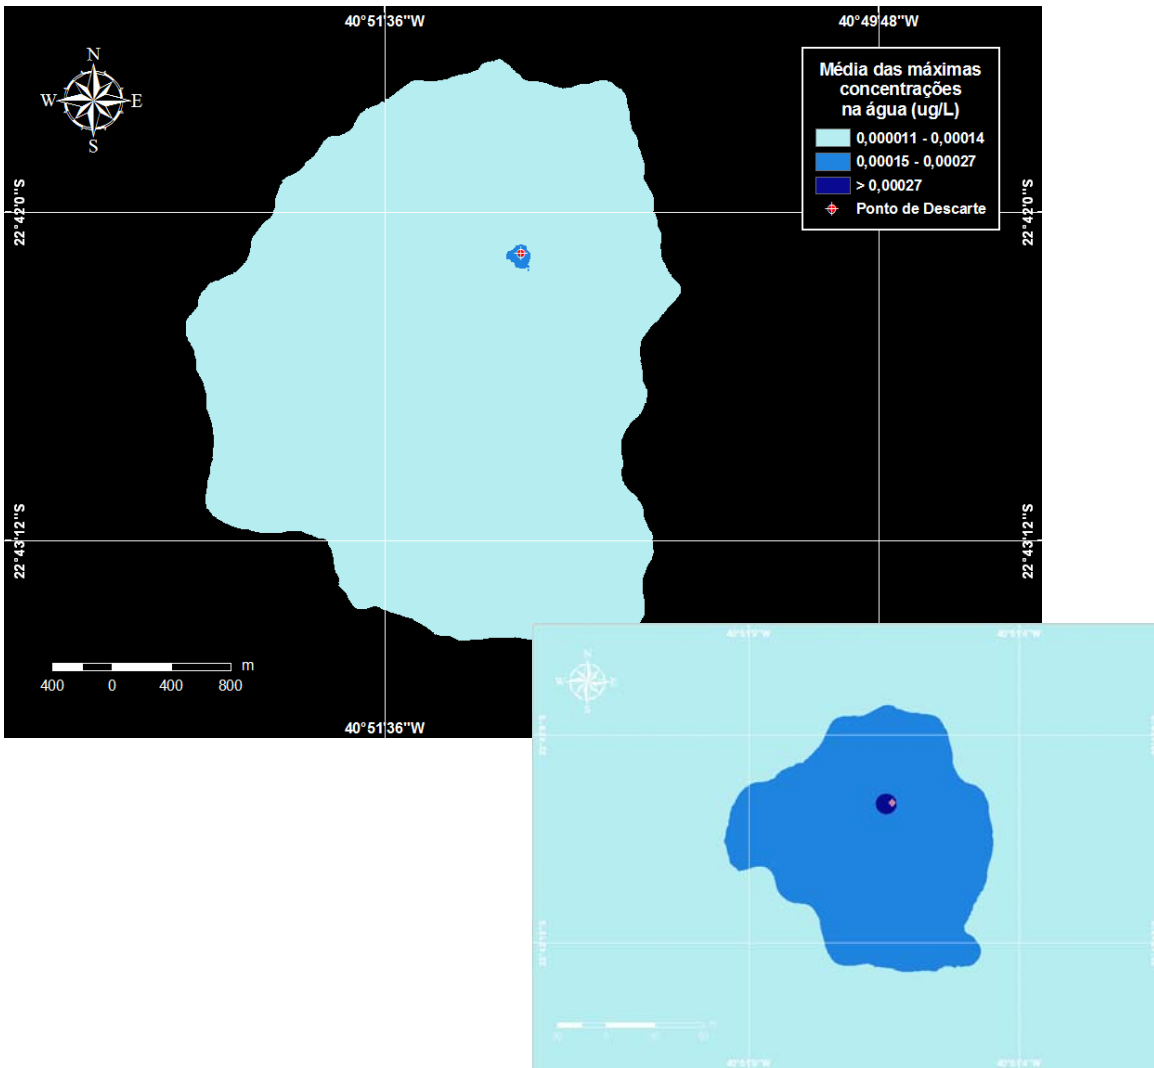 40°51'36"W
40°49'48"W
N
W
E
S
Média das máximas
concentrações
na água (ug/L)
0,000011 - 0,00014
0,00015 - 0,00027
> 0,00027
Ponto de Descarte
22°42'0"S
22°42'0"S
22°43'12"S
22°43'12"S
400 0 400 800 m
40°51'36"W
N
W
E
S